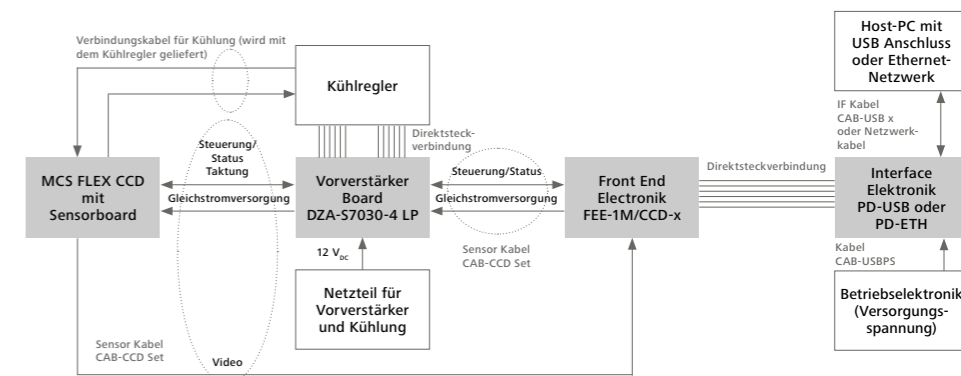 Verbindungskabel für Kühlung (wird mit
dem Kühlregler geliefert)
Kühlregler
Host-PC mit
USB Anschluss
oder Ethernet-
Netzwerk
IF Kabel
CAB-USB x
oder Netzwerk-
kabel
Direktsteck-
verbindung
Steuerung/
Status
Taktung
Gleichstromversorgung
MCS FLEX CCD
mit
Sensorboard
Vorverstärker
Board
DZA-S7030-4 LP
Steuerung/Status
Gleichstromversorgung
Front End
Electronik
FEE-1M/CCD-x
Direktsteckverbindung
Interface
Elektronik
PD-USB oder
PD-ETH
12 VDC
Sensor Kabel
CAB-CCD Set
Kabel
CAB-USBPS
Netzteil für
Vorverstärker
und Kühlung
Betriebselektronik
(Versorgungs-
spannung)
Sensor Kabel
CAB-CCD Set
Video